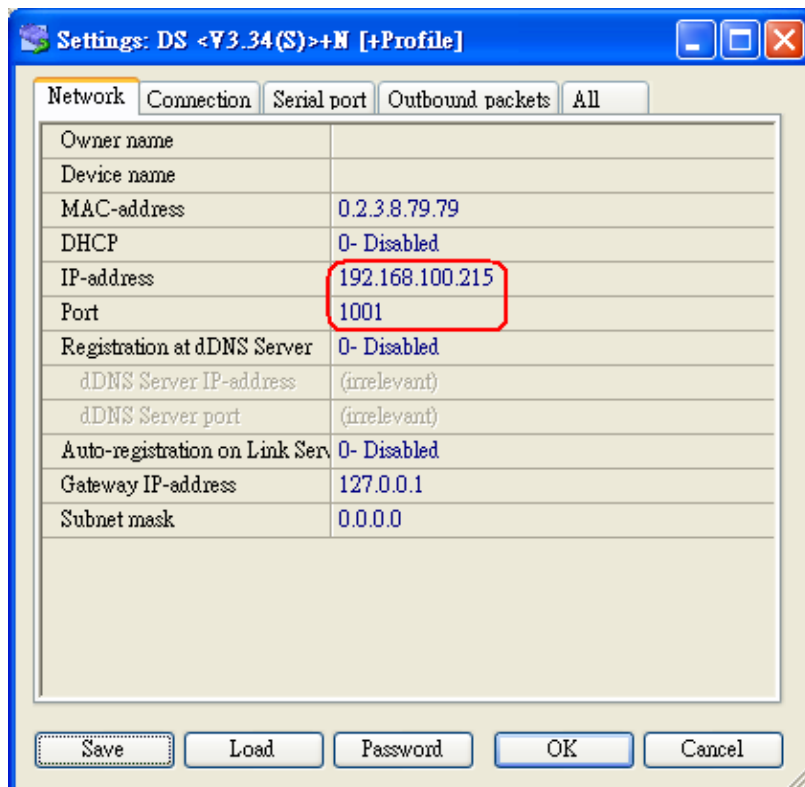 Settings: DS <V3.34(S)>+N [+Profile]
Network Connection Serial port Outbound packets All
Owner name
Device name
MAC-address 0.2.3.8.79.79
DHCP 0- Disabled
IP-address 192.168.100.215
Port 1001
Registration at dDNS Server 0- Disabled
dDNS Server IP-address (irrelevant)
dDNS Server port (irrelevant)
Auto-registration on Link Serv 0- Disabled
Gateway IP-address 127.0.0.1
Subnet mask 0.0.0.0
Save Load Password OK Cancel